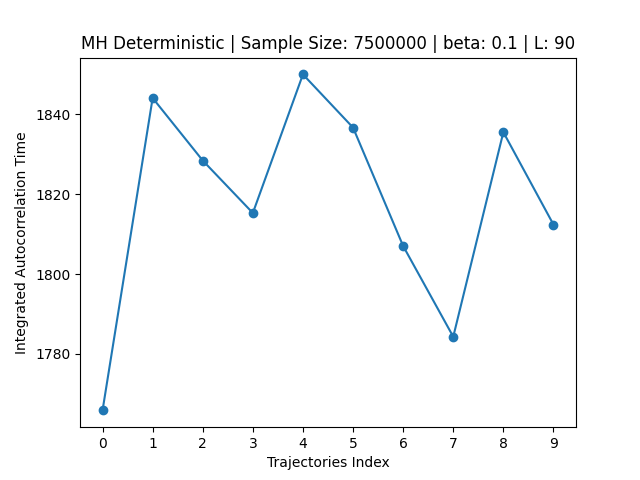 MH Deterministic | Sample Size: 7500000 | beta: 0.1 | L: 90
Integrated Autocorrelation Time
1840
1820
1800
1780
0 1 2 3 4 5 6 7 8 9
Trajectories Index